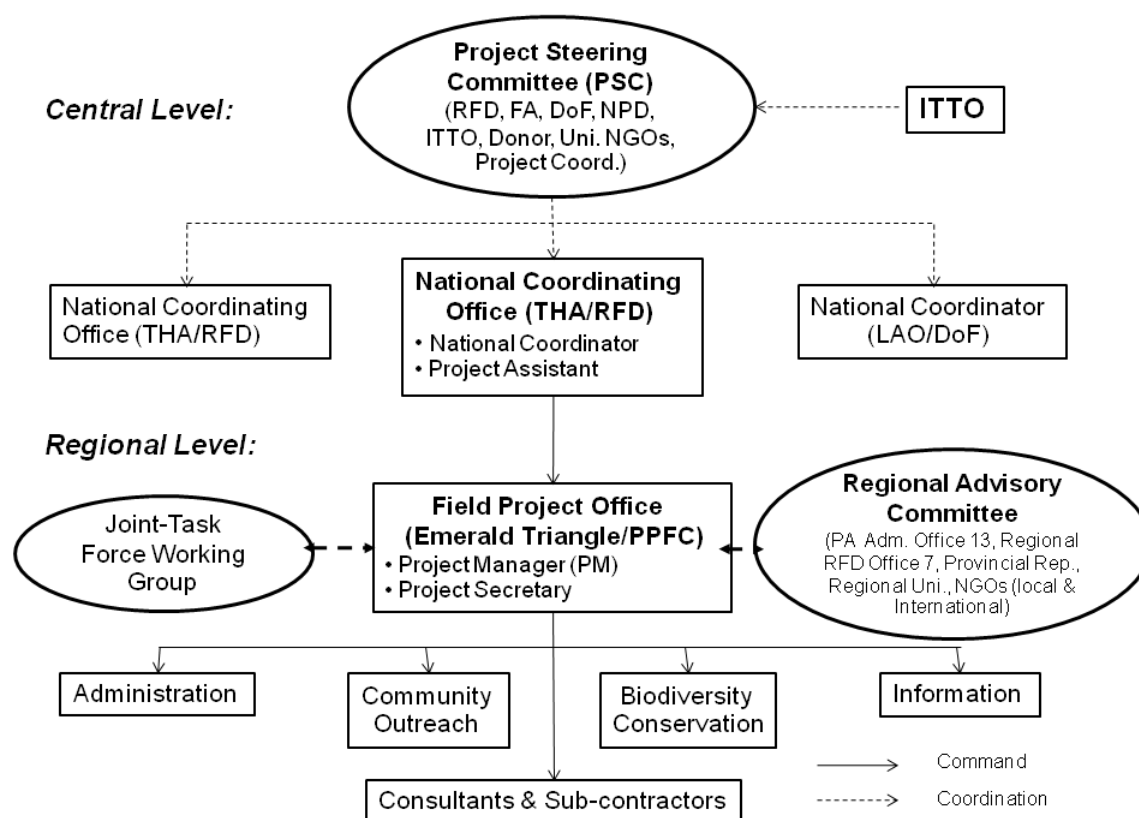 Project Steering
Committee (PSC)
(RFD, FA, DoF, NPD,
ITTO, Donor, Uni. NGOs,
Project Coord.)
Central Level:
ITTO
National Coordinating
Office (THA/RFD)
National Coordinating
Office (THA/RFD)
• National Coordinator
• Project Assistant
National Coordinator
(LAO/DoF)
Regional Level:
Joint-Task
Force Working
Group
Field Project Office
(Emerald Triangle/PPFC)
• Project Manager (PM)
• Project Secretary
Regional Advisory
Committee
(PA Adm. Office 13, Regional
RFD Office 7, Provincial Rep.,
Regional Uni., NGOs (local &
International)
Administration
Community
Outreach
Biodiversity
Conservation
Information
Consultants & Sub-contractors
Command
Coordination